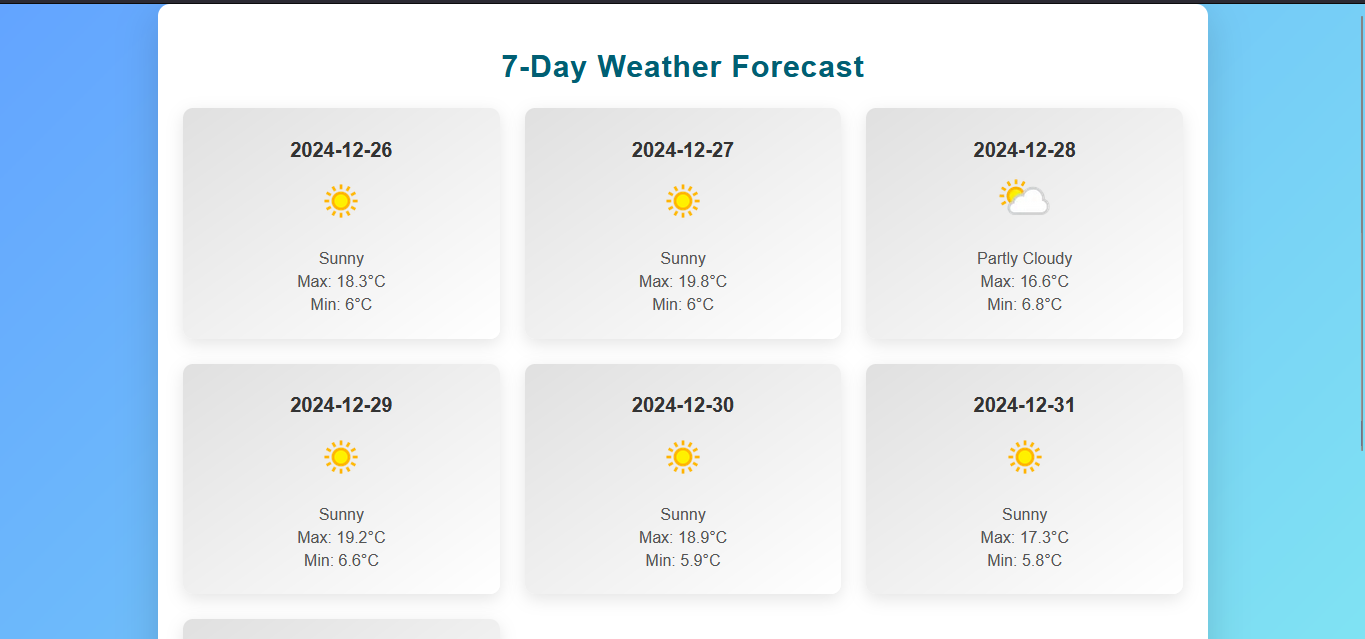 7-Day Weather Forecast
2024-12-26
Sunny
Max: 18.3°C
Min: 6°C
2024-12-27
Sunny
Max: 19.8°C
Min: 6°C
2024-12-28
Partly Cloudy
Max: 16.6°C
Min: 6.8°C
2024-12-29
Sunny
Max: 19.2°C
Min: 6.6°C
2024-12-30
Sunny
Max: 18.9°C
Min: 5.9°C
2024-12-31
Sunny
Max: 17.3°C
Min: 5.8°C